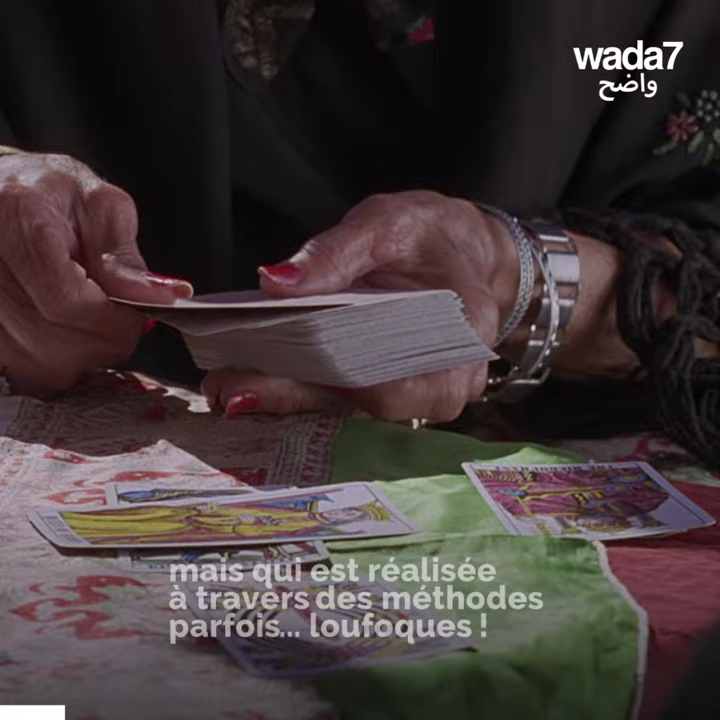 wada7
واضح
mais qui est réalisée
à travers des méthodes
parfois... loufoques !